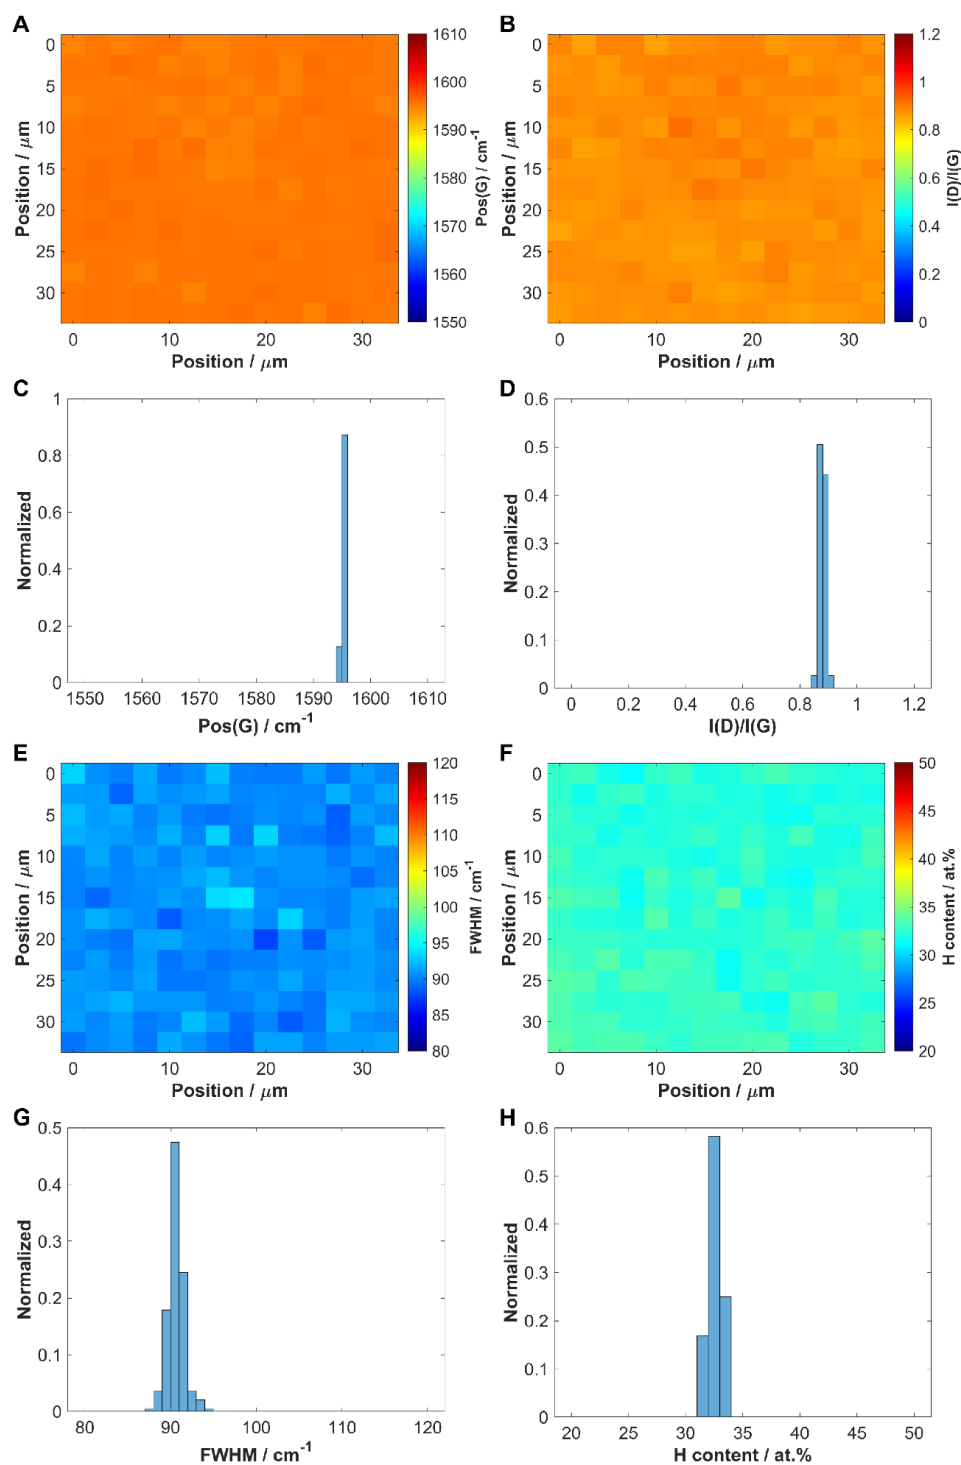 A
0
5
10
15
20
25
30
Position / μm
0 10 20 30
Position / μm
1610
1600
1590
1580
1570
1560
1550
Pos(G) / cm-1
B
0
5
10
15
20
25
30
Position / μm
0 10 20 30
Position / μm
1.2
1
0.8
0.6
0.4
0.2
0
I(D)/I(G)
C
1
0.8
0.6
0.4
0.2
0
Normalized
1550 1560 1570 1580 1590 1600 1610
Pos(G) / cm-1
D
0.6
0.5
0.4
0.3
0.2
0.1
0
Normalized
0 0.2 0.4 0.6 0.8 1 1.2
I(D)/I(G)
E
0
5
10
15
20
25
30
Position / μm
0 10 20 30
Position / μm
120
115
110
105
100
95
90
85
80
FWHM / cm-1
F
0
5
10
15
20
25
30
Position / μm
0 10 20 30
Position / μm
50
45
40
35
30
25
20
H content / at.%
G
0.5
0.4
0.3
0.2
0.1
0
Normalized
80 90 100 110 120
FWHM / cm-1
H
0.6
0.5
0.4
0.3
0.2
0.1
0
Normalized
20 25 30 35 40 45 50
H content / at.%